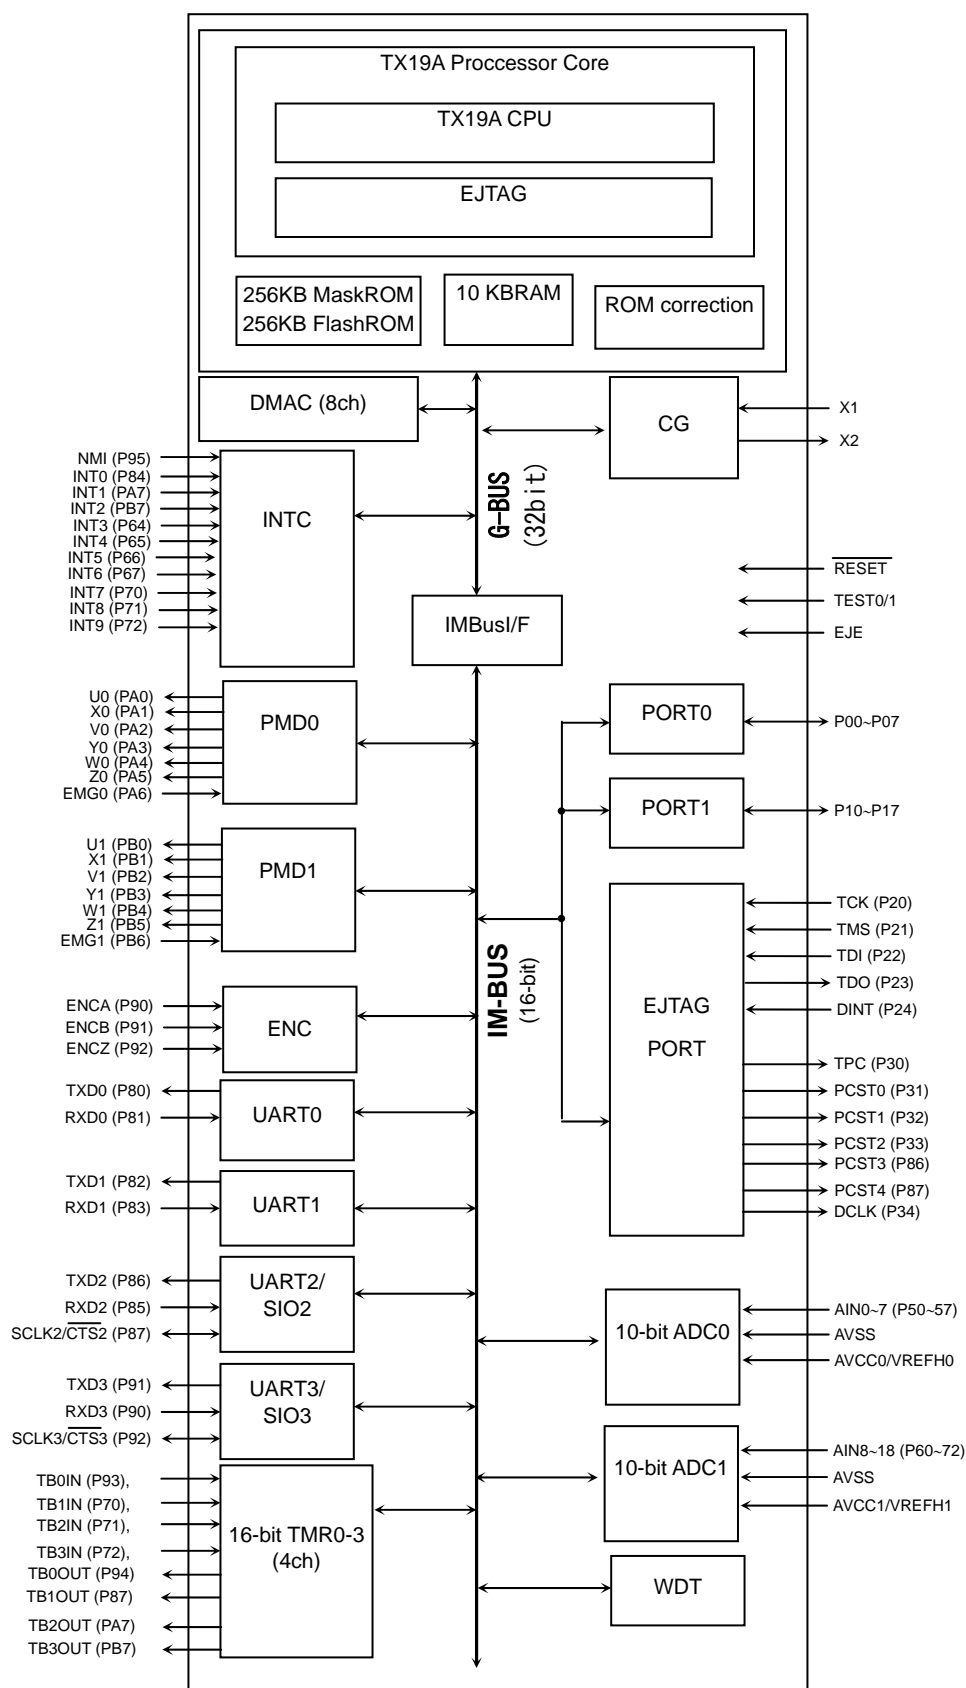 TX19A Proccessor Core
TX19A CPU
EJTAG
256KB MaskROM
256KB FlashROM
10 KBRAM
ROM correction
DMAC (8ch)
CG
X1
X2
NMI (P95)
INT0 (P84)
INT1 (PA7)
INT2 (PB7)
INT3 (P64)
INT4 (P65)
INT5 (P66)
INT6 (P67)
INT7 (P70)
INT8 (P71)
INT9 (P72)
INTC
G-BUS
(32bit)
RESET
TEST0/1
EJE
IMBusI/F
U0 (PA0)
X0 (PA1)
V0 (PA2)
Y0 (PA3)
W0 (PA4)
Z0 (PA5)
EMG0 (PA6)
PMD0
PORT0
P00~P07
PORT1
P10~P17
U1 (PB0)
X1 (PB1)
V1 (PB2)
Y1 (PB3)
W1 (PB4)
Z1 (PB5)
EMG1 (PB6)
PMD1
IM-BUS
(16-bit)
EJTAG
PORT
TCK (P20)
TMS (P21)
TDI (P22)
TDO (P23)
DINT (P24)
TPC (P30)
PCST0 (P31)
PCST1 (P32)
PCST2 (P33)
PCST3 (P86)
PCST4 (P87)
DCLK (P34)
ENCA (P90)
ENCB (P91)
ENCZ (P92)
ENC
TXD0 (P80)
RXD0 (P81)
UART0
TXD1 (P82)
RXD1 (P83)
UART1
TXD2 (P86)
RXD2 (P85)
SCLK2/CTS2 (P87)
UART2/
SIO2
10-bit ADC0
AIN0~7 (P50~57)
AVSS
AVCC0/VREFH0
TXD3 (P91)
RXD3 (P90)
SCLK3/CTS3 (P92)
UART3/
SIO3
10-bit ADC1
AIN8~18 (P60~72)
AVSS
AVCC1/VREFH1
TB0IN (P93),
TB1IN (P70),
TB2IN (P71),
TB3IN (P72),
TB0OUT (P94)
TB1OUT (P87)
TB2OUT (PA7)
TB3OUT (PB7)
16-bit TMR0-3
(4ch)
WDT